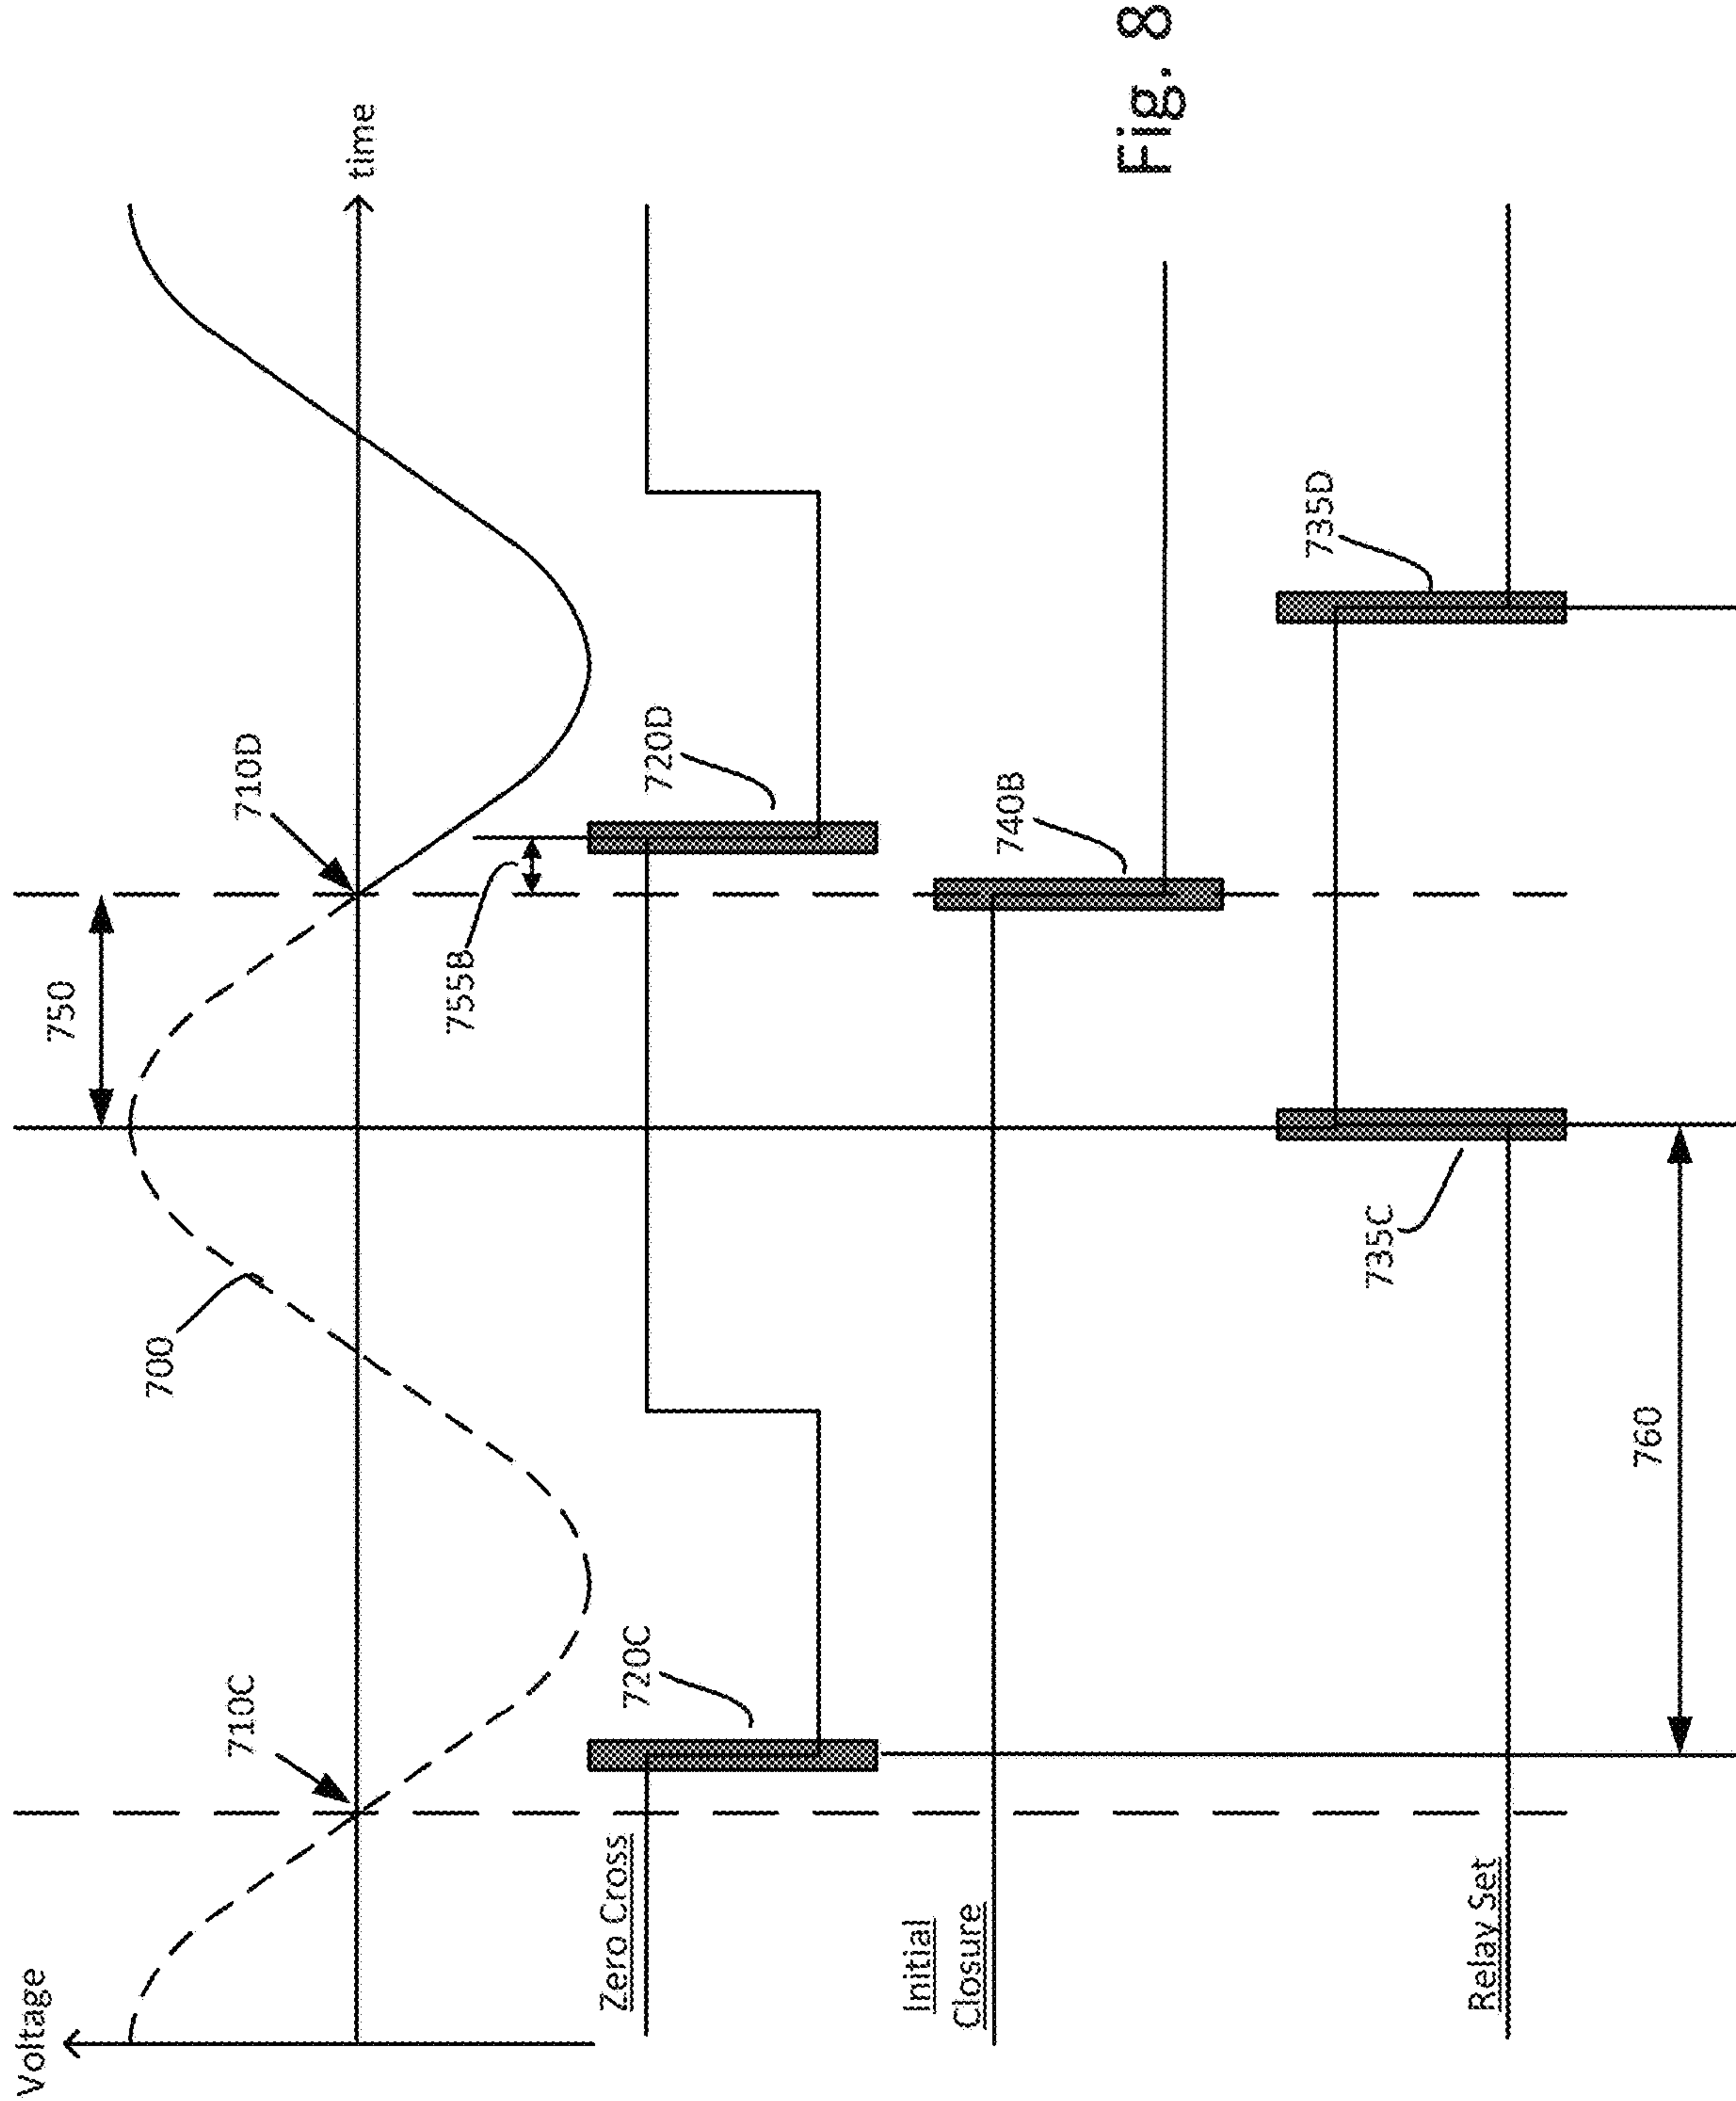 Voltage
750
700
710C
710D
time
755B
Zero Cross
720C
720D
Initial
Closure
740B
Relay Set
735C
735D
760
Fig. 8